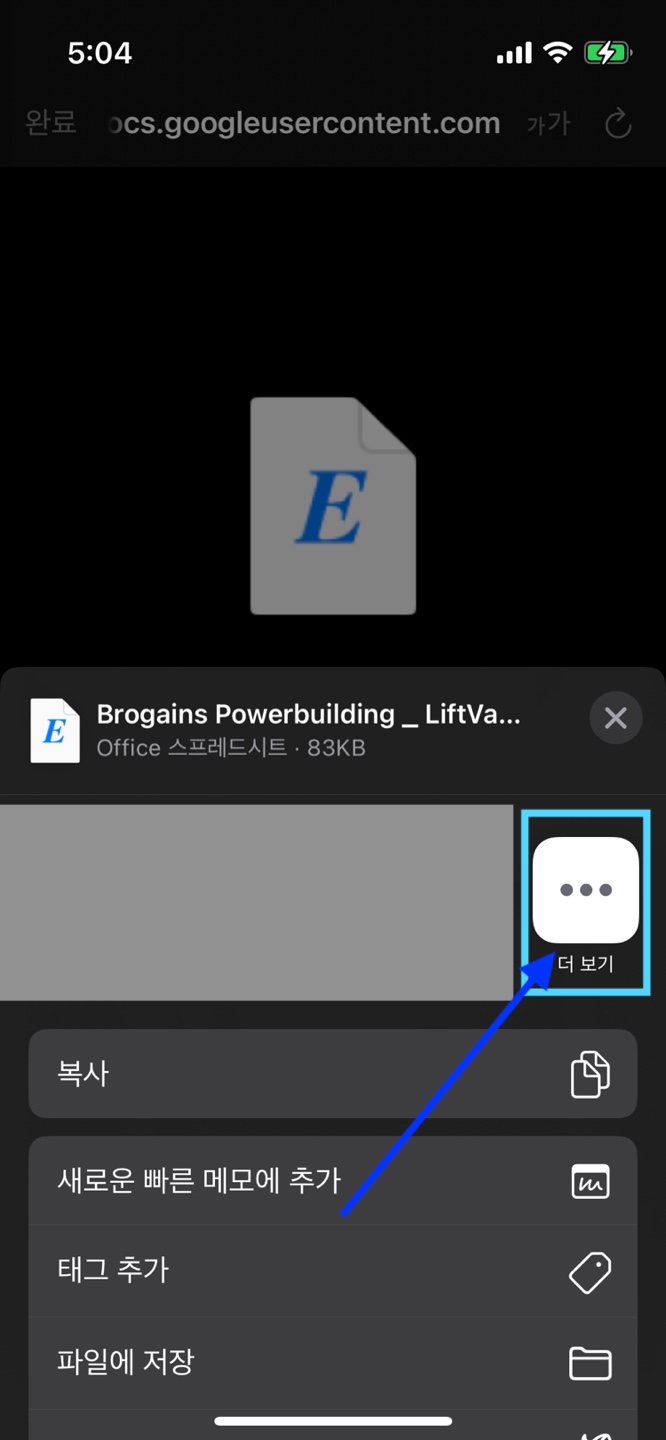 5:04
완료
ocs.googleusercontent.com
가가
E
E
Brogains Powerbuilding _ LiftVa...
Office 스프레드시트 · 83KB
더 보기
복사
새로운 빠른 메모에 추가
태그 추가
파일에 저장